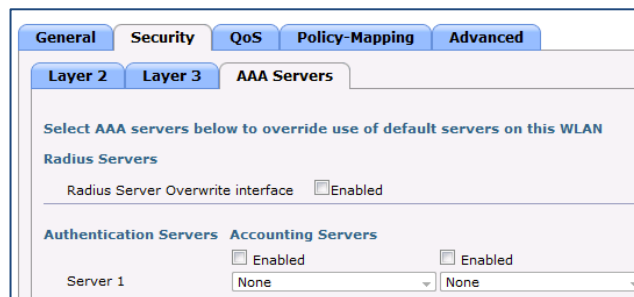 General Security QoS Policy-Mapping Advanced
Layer 2 Layer 3 AAA Servers
Select AAA servers below to override use of default servers on this WLAN
Radius Servers
Radius Server Overwrite interface Enabled
Authentication Servers Accounting Servers
Enabled Enabled
Server 1 None None